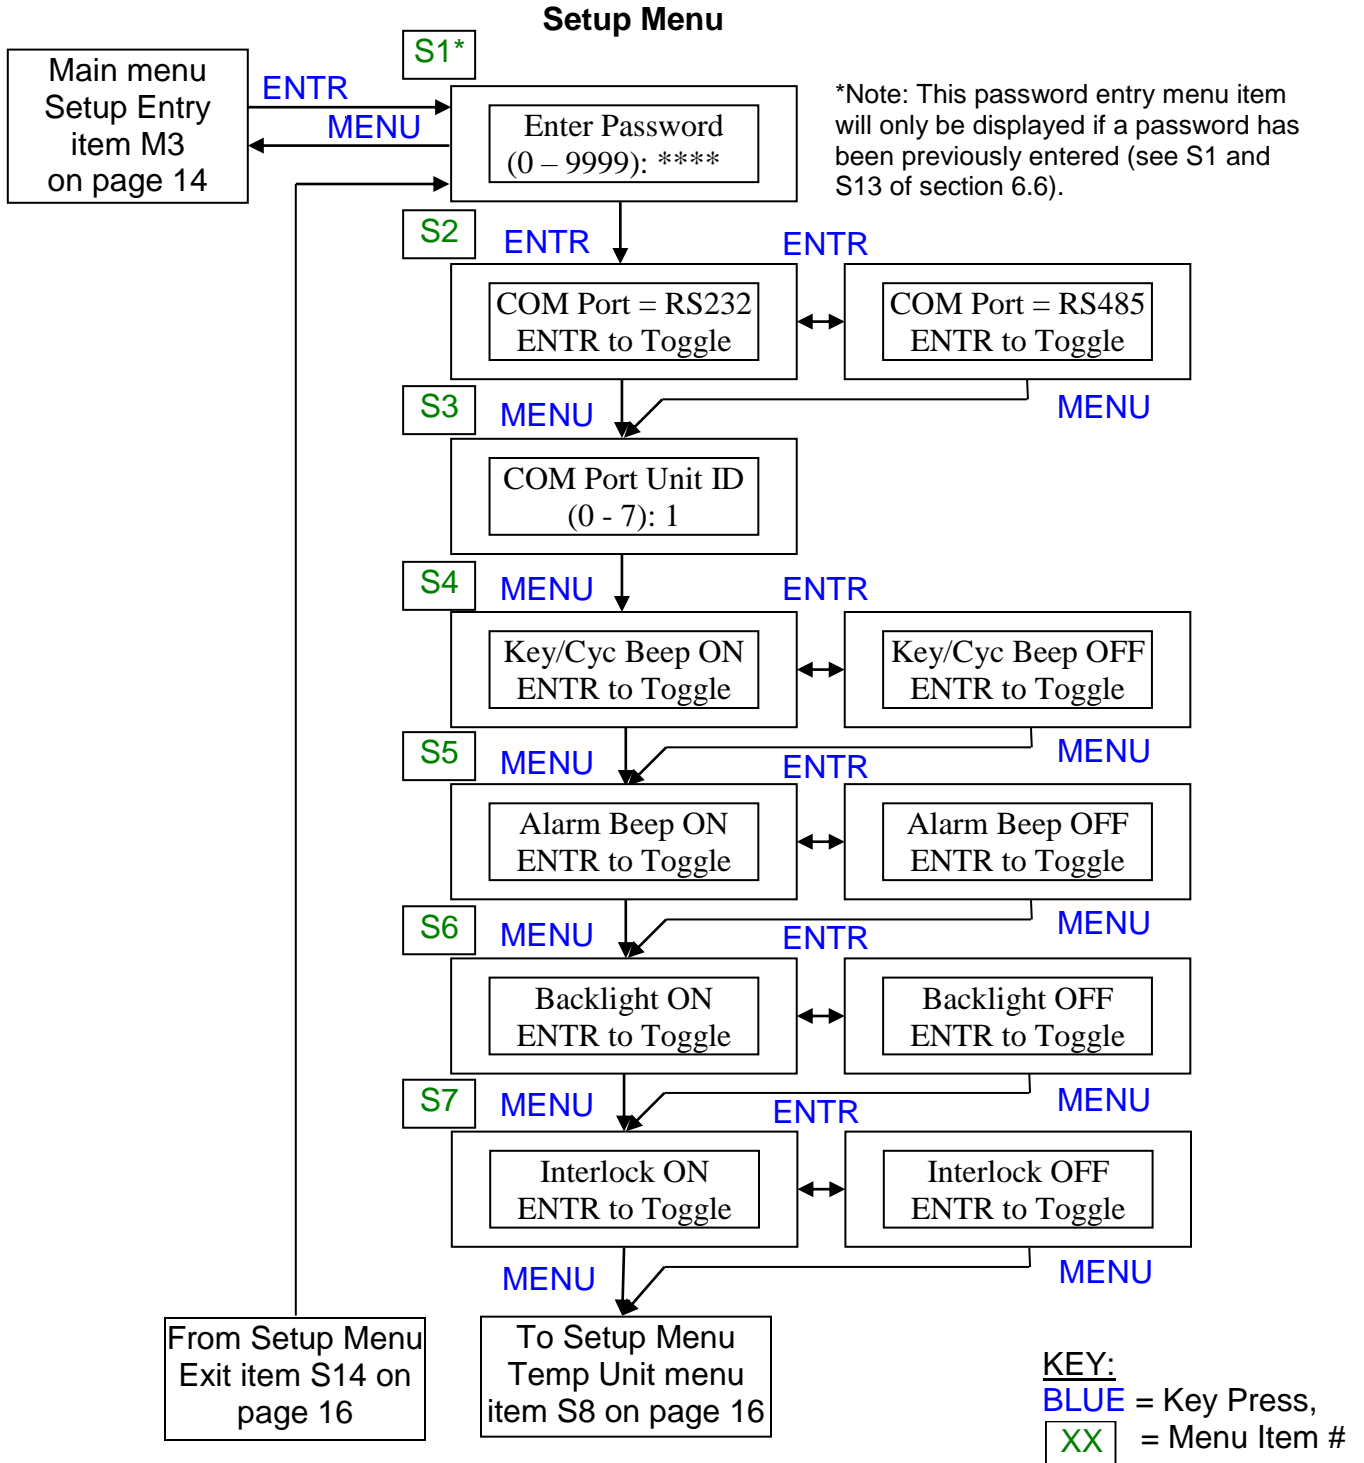 Setup Menu
S1*
Main menu
Setup Entry
item M3
on page 14
ENTR
MENU
Enter Password
(0 – 9999): ****
*Note: This password entry menu item
will only be displayed if a password has
been previously entered (see S1 and
S13 of section 6.6).
S2
ENTR
ENTR
COM Port = RS232
ENTR to Toggle
COM Port = RS485
ENTR to Toggle
S3
MENU
MENU
COM Port Unit ID
(0 - 7): 1
S4
MENU
ENTR
Key/Cyc Beep ON
ENTR to Toggle
Key/Cyc Beep OFF
ENTR to Toggle
S5
MENU
ENTR
MENU
Alarm Beep ON
ENTR to Toggle
Alarm Beep OFF
ENTR to Toggle
S6
MENU
ENTR
MENU
Backlight ON
ENTR to Toggle
Backlight OFF
ENTR to Toggle
S7
MENU
ENTR
MENU
Interlock ON
ENTR to Toggle
Interlock OFF
ENTR to Toggle
MENU
MENU
From Setup Menu
Exit item S14 on
page 16
To Setup Menu
Temp Unit menu
item S8 on page 16
KEY:
BLUE = Key Press,
XX = Menu Item #